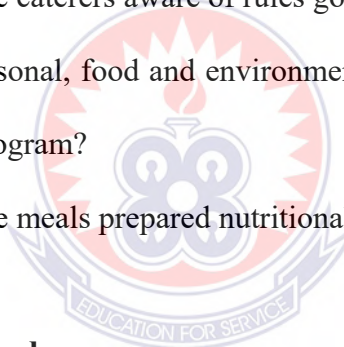 caterers aware of rules go
sonal, food and environme
ogram?
e meals prepared nutritiona
EDUCATION FOR SERVICE